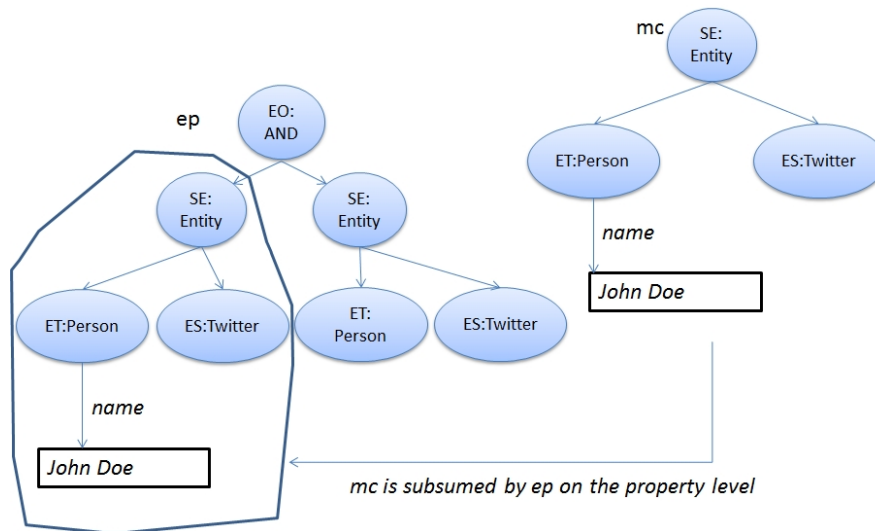 mc
SE:
Entity
ep
EO:
AND
ET:Person
ES:Twitter
SE:
Entity
SE:
Entity
name
John Doe
ET:Person
ES:Twitter
ET:
Person
ES:Twitter
name
John Doe
mc is subsumed by ep on the property level